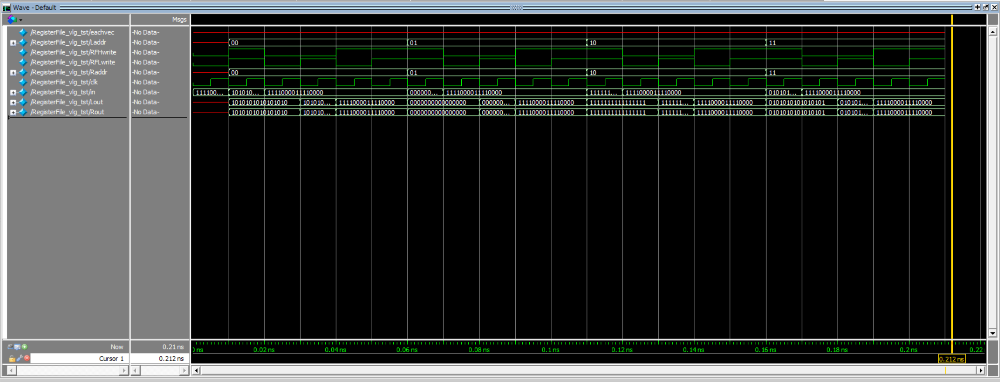 Wave - Default
Msgs
/RegisterFile_vlg_tst/eachvec -No Data-
/RegisterFile_vlg_tst/Laddr -No Data- 00 01 10 11
/RegisterFile_vlg_tst/RFHwrite -No Data-
/RegisterFile_vlg_tst/RFLwrite -No Data-
/RegisterFile_vlg_tst/Raddr -No Data- 00 01 10 11
/RegisterFile_vlg_tst/clk -No Data-
/RegisterFile_vlg_tst/in -No Data- 111100... 101010... 1111000011110000 000000... 1111000011110000 111111... 1111000011110000 010101... 1111000011110000
/RegisterFile_vlg_tst/Lout -No Data- 1010101010101010 101010... 1111000011110000 0000000000000000 000000... 1111000011110000 1111111111111111 111111... 1111000011110000 0101010101010101 010101... 1111000011110000
/RegisterFile_vlg_tst/Rout -No Data- 1010101010101010 101010... 1111000011110000 0000000000000000 000000... 1111000011110000 1111111111111111 111111... 1111000011110000 0101010101010101 010101... 1111000011110000
Now 0.21 ns
ns 0.02 ns 0.04 ns 0.06 ns 0.08 ns 0.1 ns 0.12 ns 0.14 ns 0.16 ns 0.18 ns 0.2 ns 0.22
Cursor 1 0.212 ns 0.212 ns